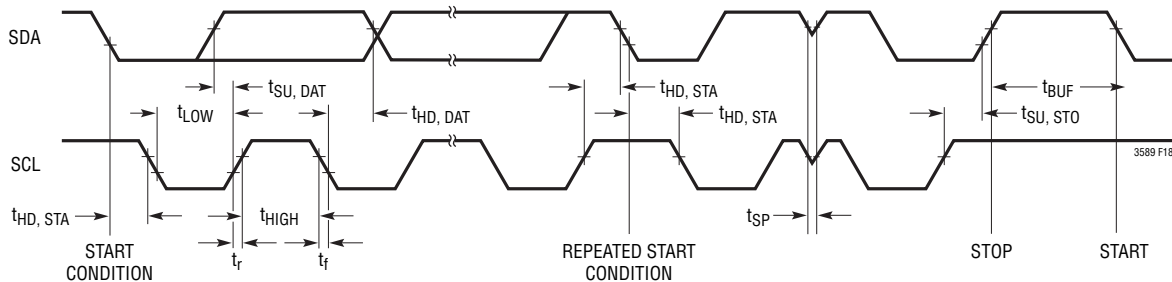 SDA
tSU, DAT
tHD, STA
tBUF
tLOW
tHD, DAT
tHD, STA
tSU, STO
SCL
3589 F18
tHD, STA
tHIGH
tSP
tr
tf
START
CONDITION
REPEATED START
CONDITION
STOP
START